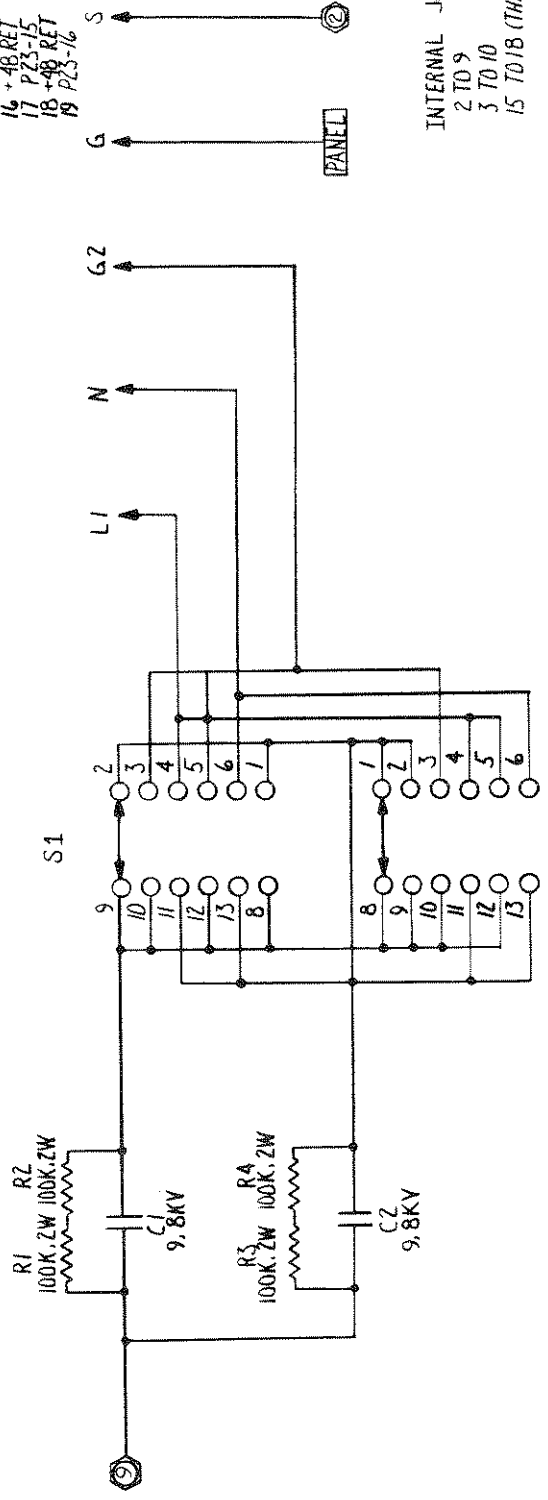 16 +48 RET
17 P23-15
18 +48 RET
19 P23-16
S1
L1 N G2 G S
R1 R2
100K,2W 100K,2W
C1
9,8KV
9
9 2
10 3
11 4
12 5
13 6
8 1
PANEL
2
R3 R4
100K,2W 100K,2W
C2
9,8KV
8 1
9 2
10 3
11 4
12 5
13 6
INTERNAL J
2 TO 9
3 TO 10
15 TO 18 (TH